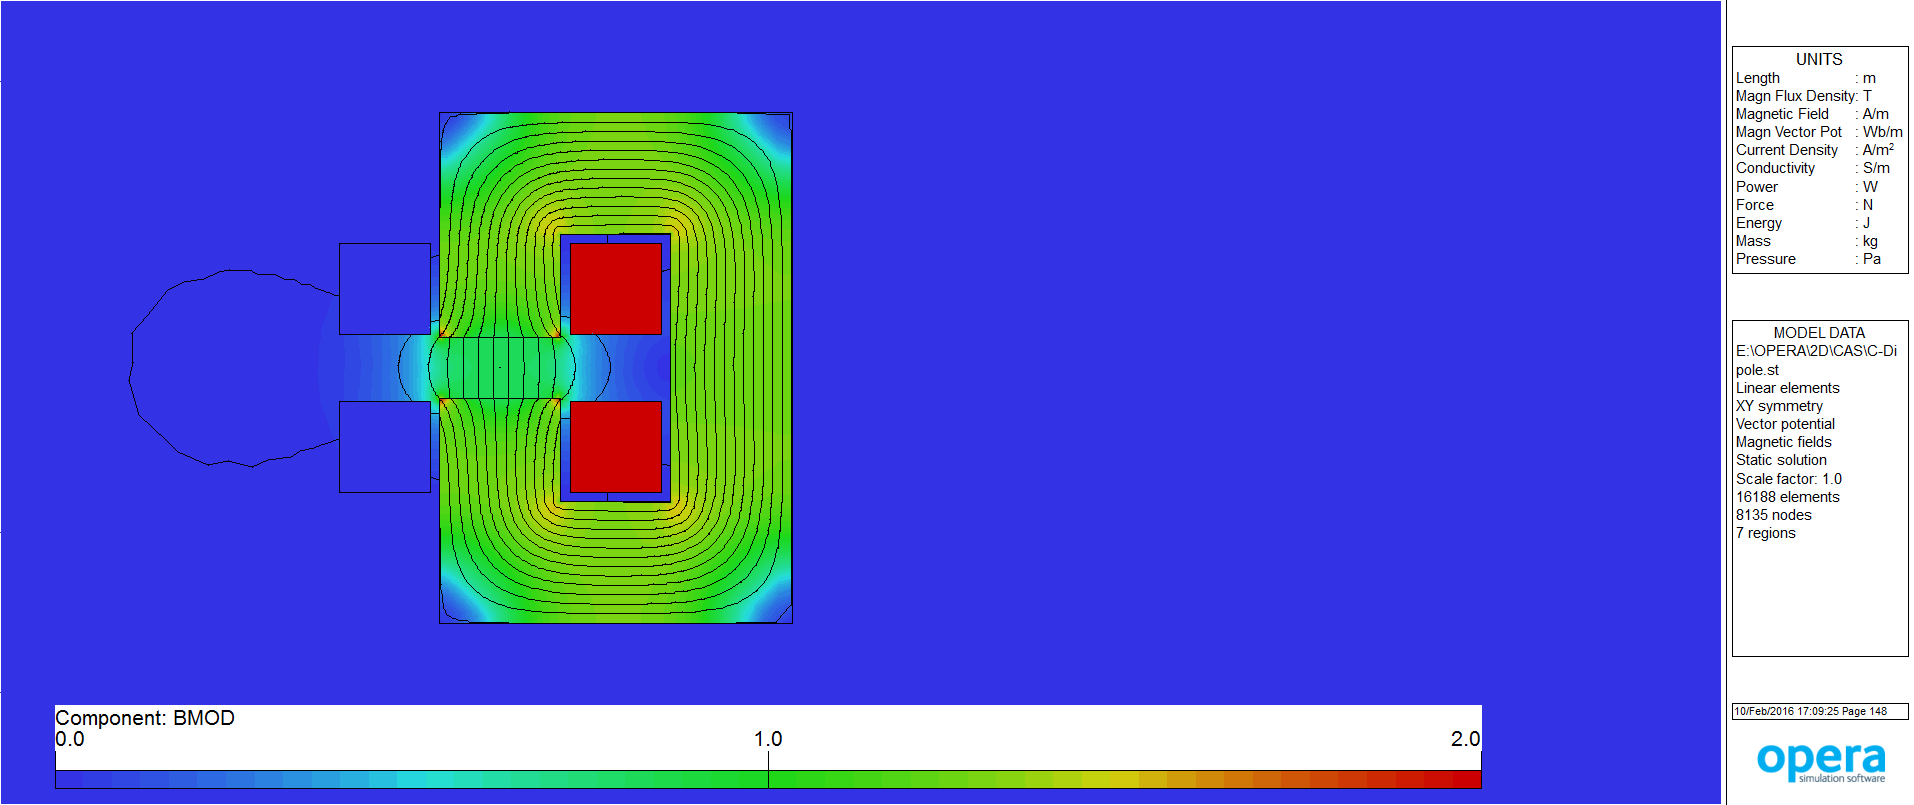 UNITS
Length : m
Magn Flux Density: T
Magnetic Field : A/m
Magn Vector Pot : Wb/m
Current Density : A/m²
Conductivity : S/m
Power : W
Force : N
Energy : J
Mass : kg
Pressure : Pa
MODEL DATA
E:\OPERA\2D\CAS\C-Di
pole.st
Linear elements
XY symmetry
Vector potential
Magnetic fields
Static solution
Scale factor: 1.0
16188 elements
8135 nodes
7 regions
Component: BMOD
0.0 1.0 2.0
10/Feb/2016 17:09:25 Page 148
opera
simulation software